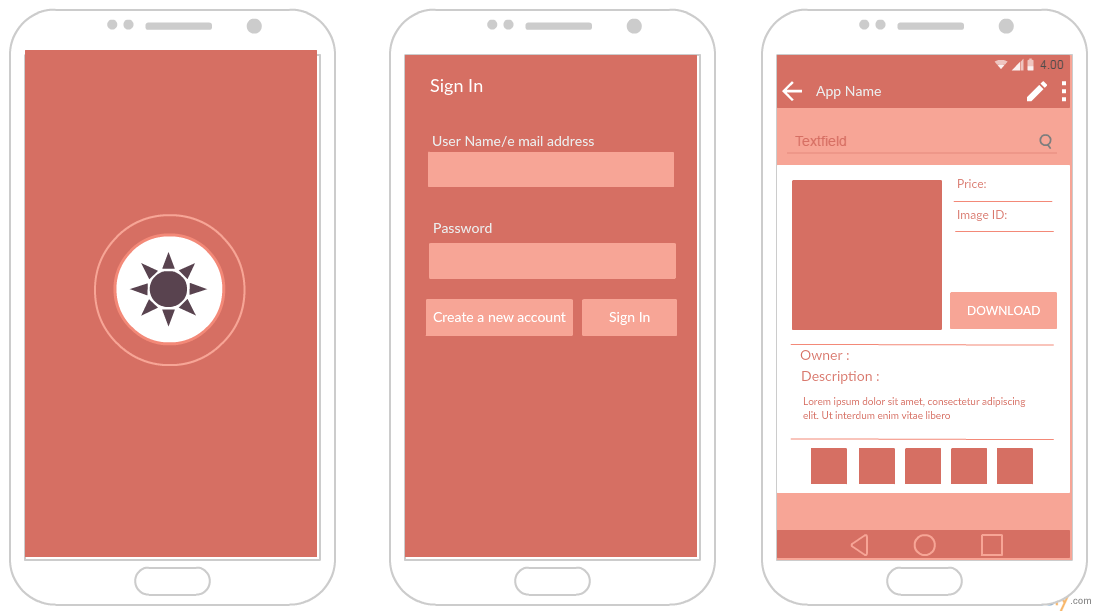 Sign In
User Name/e mail address
Password
Create a new account
Sign In
4.00
App Name
Textfield
Price:
Image ID:
DOWNLOAD
Owner :
Description :
Lorem ipsum dolor sit amet, consectetur adipiscing
elit. Ut interdum enim vitae libero
.com